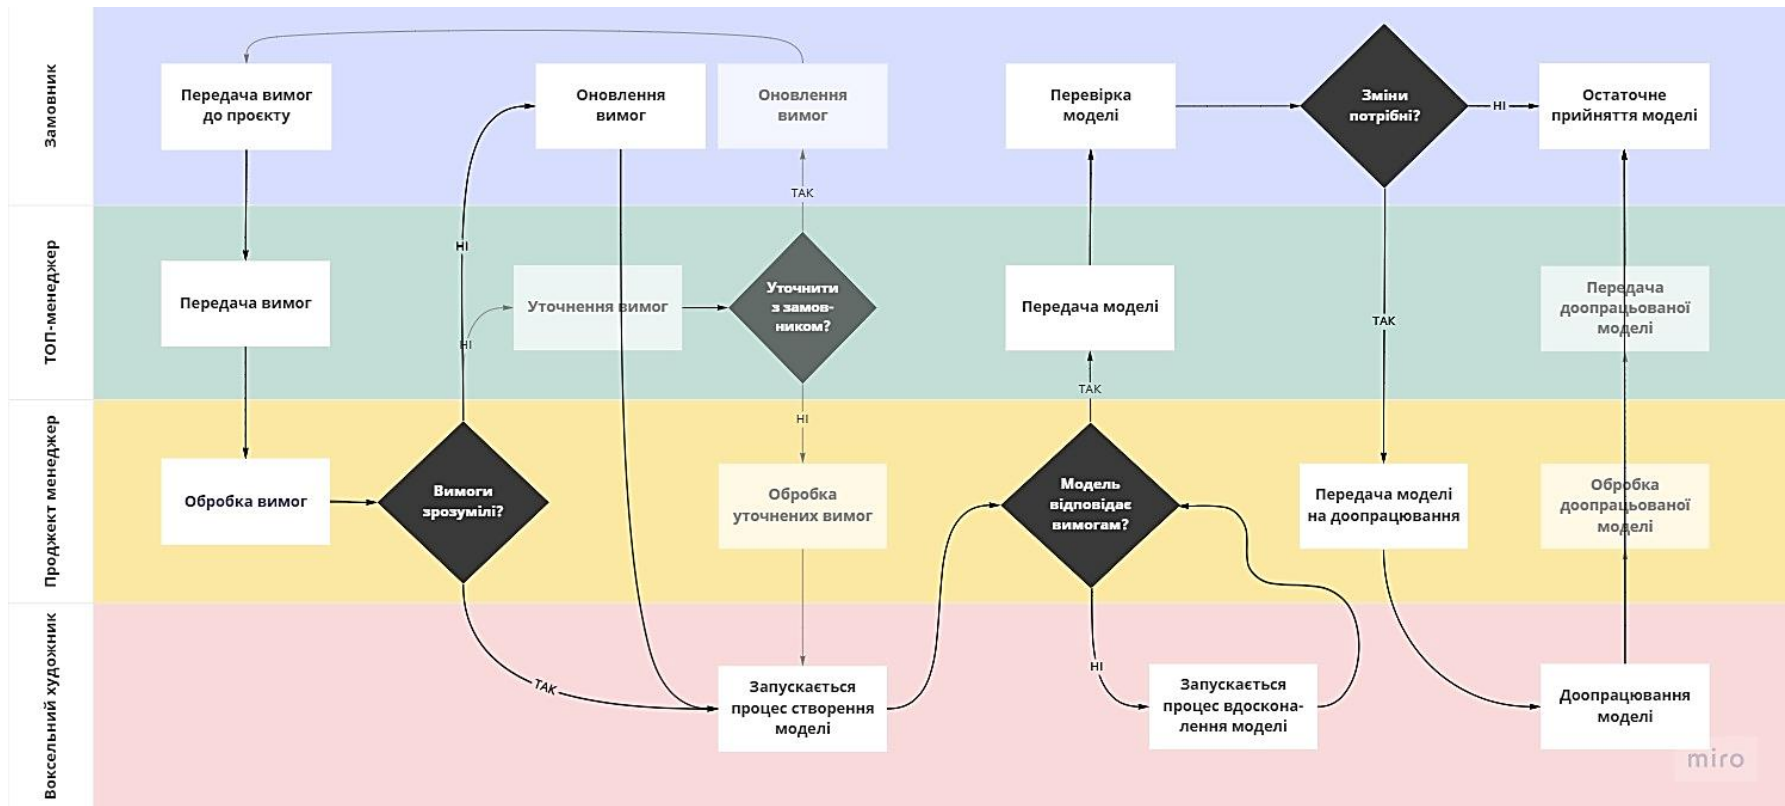 Замовник
Передача вимог
до проєкту
Оновлення
вимог
Оновлення
вимог
Перевірка
моделі
Зміни
потрібні?
НІ
Остаточне
прийняття моделі
ТАК
НІ
ТОП-менеджер
Передача вимог
Уточнення вимог
Уточнити
з замов-
ником?
Передача моделі
ТАК
Передача
доопрацьованої
моделі
НІ
ТАК
НІ
Проджект менеджер
Обробка вимог
Вимоги
зрозумілі?
Обробка
уточнених вимог
Модель
відповідає
вимогам?
Передача моделі
на доопрацювання
Обробка
доопрацьованої
моделі
Воксельний художник
ТАК
Запускається
процес створення
моделі
НІ
Запускається
процес вдоскона-
лення моделі
Доопрацювання
моделі
miro